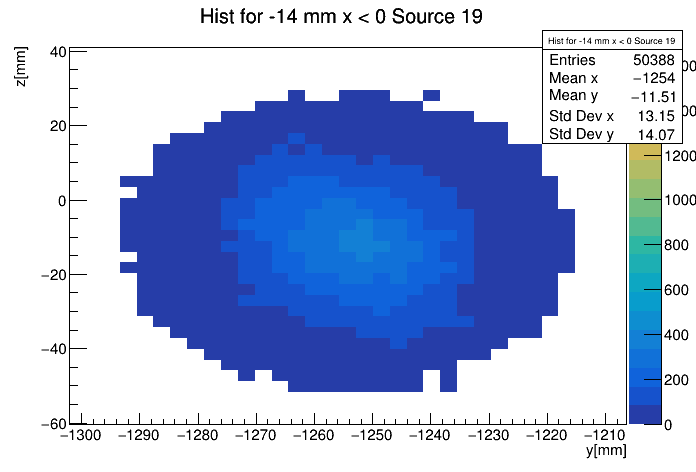 Hist for -14 mm x < 0 Source 19
Hist for -14 mm x < 0 Source 19
Entries 50388
Mean x −1254
Mean y −11.51
Std Dev x 13.15
Std Dev y 14.07
z[mm]
40
20
0
−20
−40
−60
1200
1000
800
600
400
200
0
−1300 −1290 −1280 −1270 −1260 −1250 −1240 −1230 −1220 −1210
y[mm]